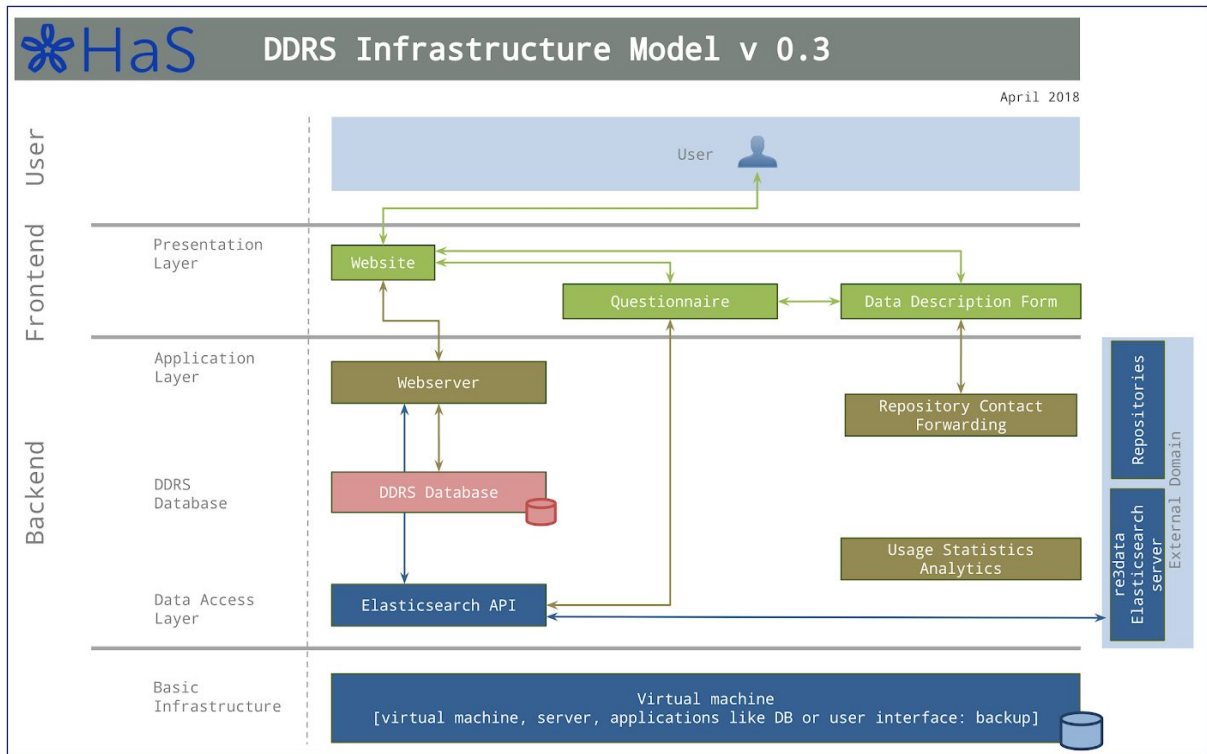 HaS
DDRS Infrastructure Model v 0.3
April 2018
User
User
Frontend
Presentation
Layer
Website
Questionnaire
Data Description Form
Backend
Application
Layer
Webserver
Repository Contact
Forwarding
DDRS
Database
DDRS Database
Usage Statistics
Analytics
Data Access
Layer
Elasticsearch API
Repositories
re3data
Elasticsearch
server
External Domain
Basic
Infrastructure
Virtual machine
[virtual machine, server, applications like DB or user interface: backup]